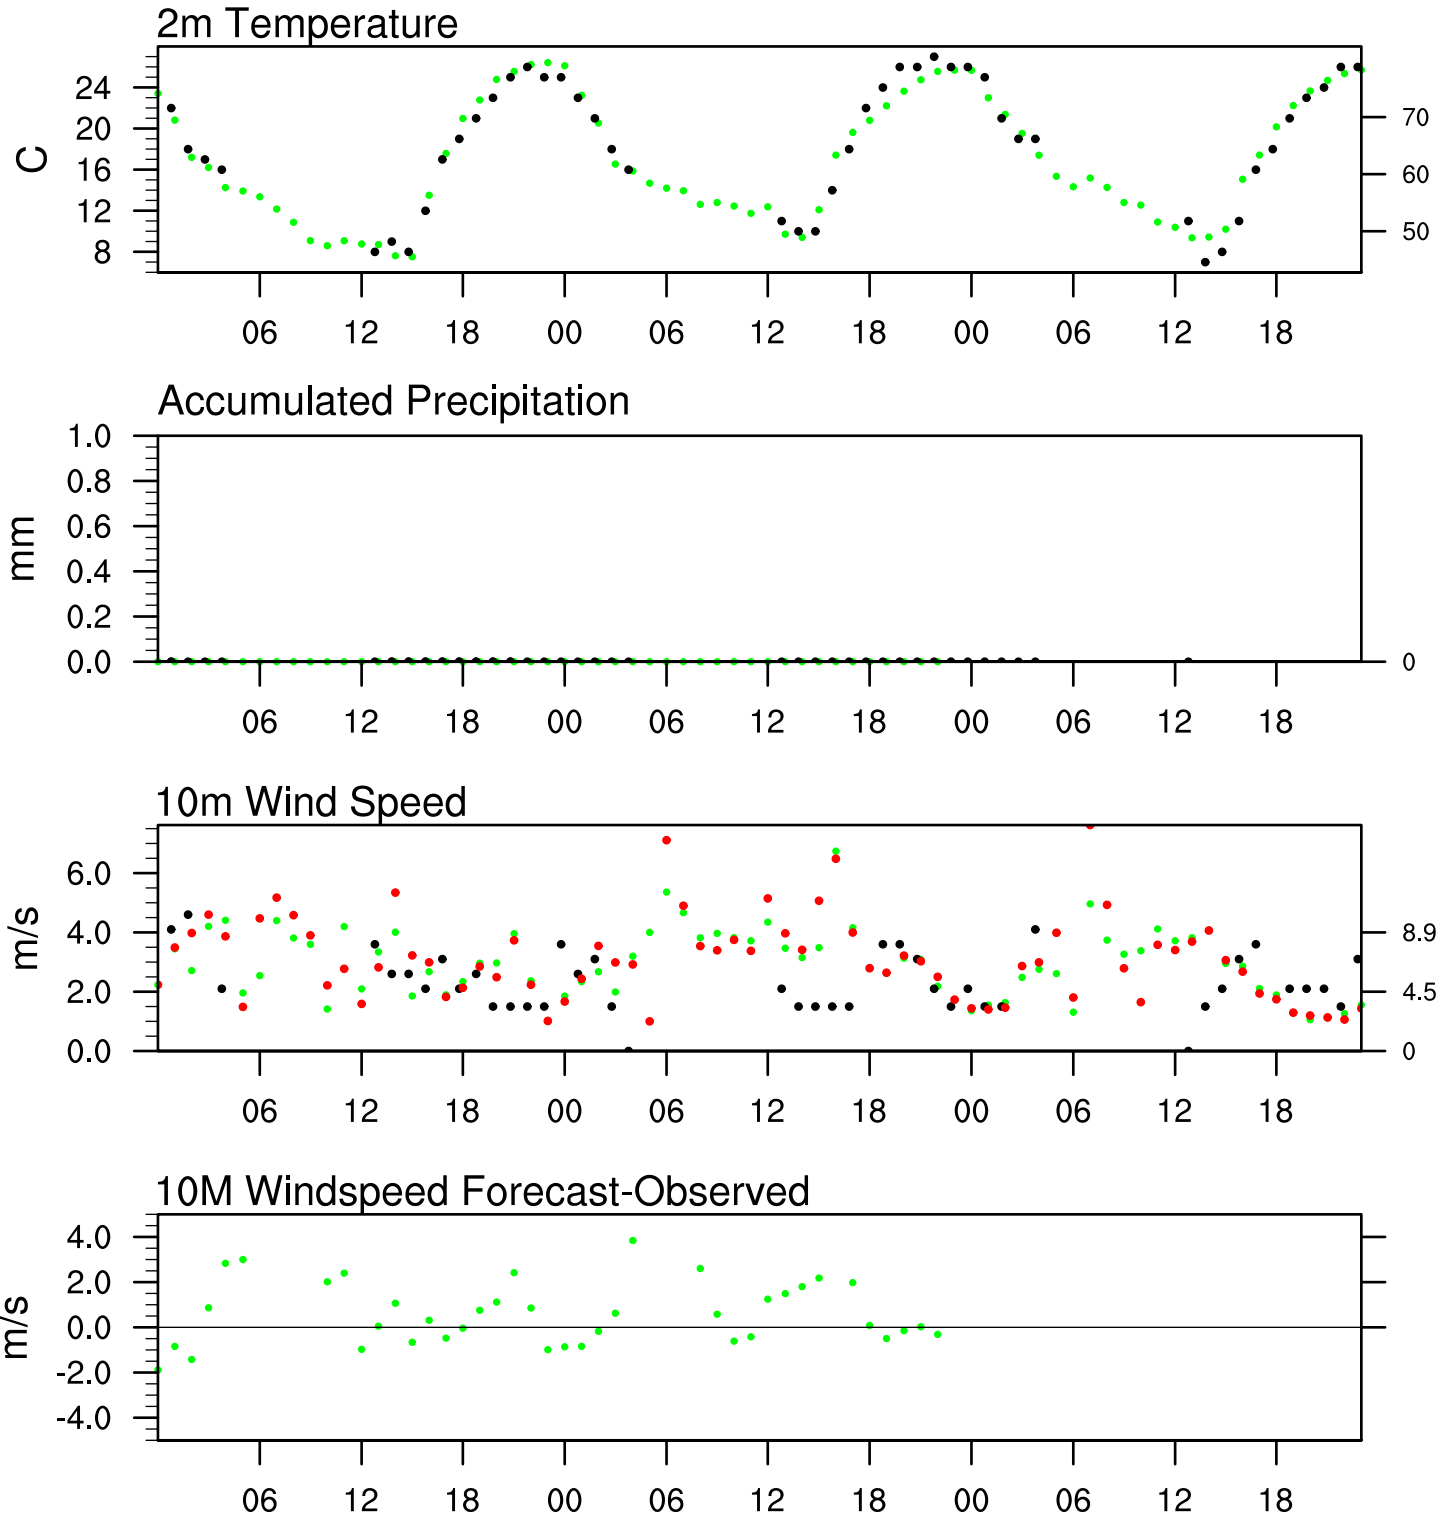 2m Temperature
C
24
20
16
12
8
70
60
50
06 12 18 00 06 12 18 00 06 12 18
Accumulated Precipitation
mm
1.0
0.8
0.6
0.4
0.2
0.0
0
06 12 18 00 06 12 18 00 06 12 18
10m Wind Speed
m/s
6.0
4.0
2.0
0.0
8.9
4.5
0
06 12 18 00 06 12 18 00 06 12 18
10M Windspeed Forecast-Observed
m/s
4.0
2.0
0.0
-2.0
-4.0
06 12 18 00 06 12 18 00 06 12 18